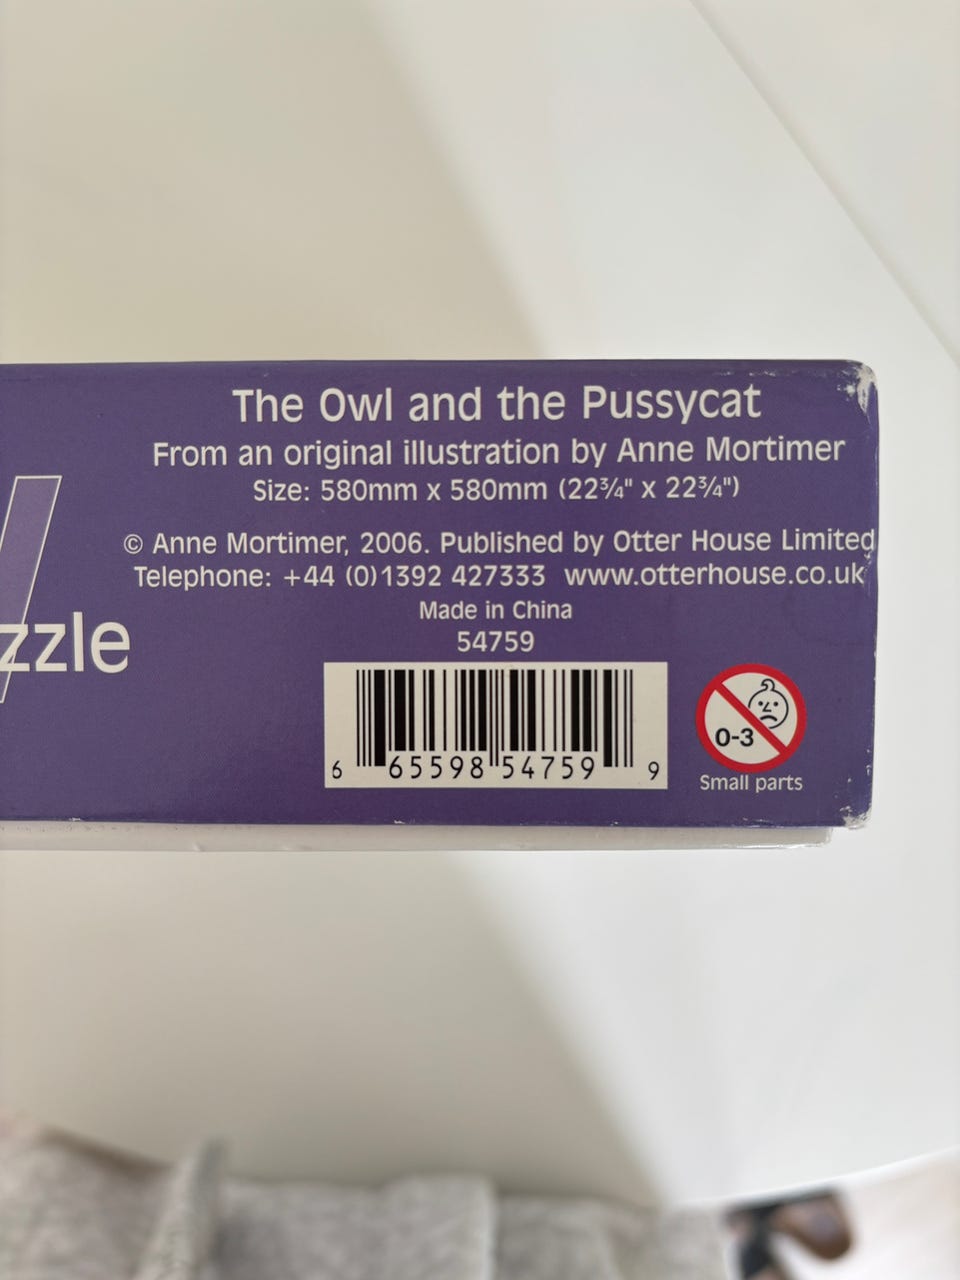 The Owl and the Pussycat
From an original illustration by Anne Mortimer
Size: 580mm x 580mm (22¾" x 22¾")
© Anne Mortimer, 2006. Published by Otter House Limited
Telephone: +44 (0)1392 427333 www.otterhouse.co.uk
Made in China
54759
zzle
6 65598 54759 9
0-3
Small parts